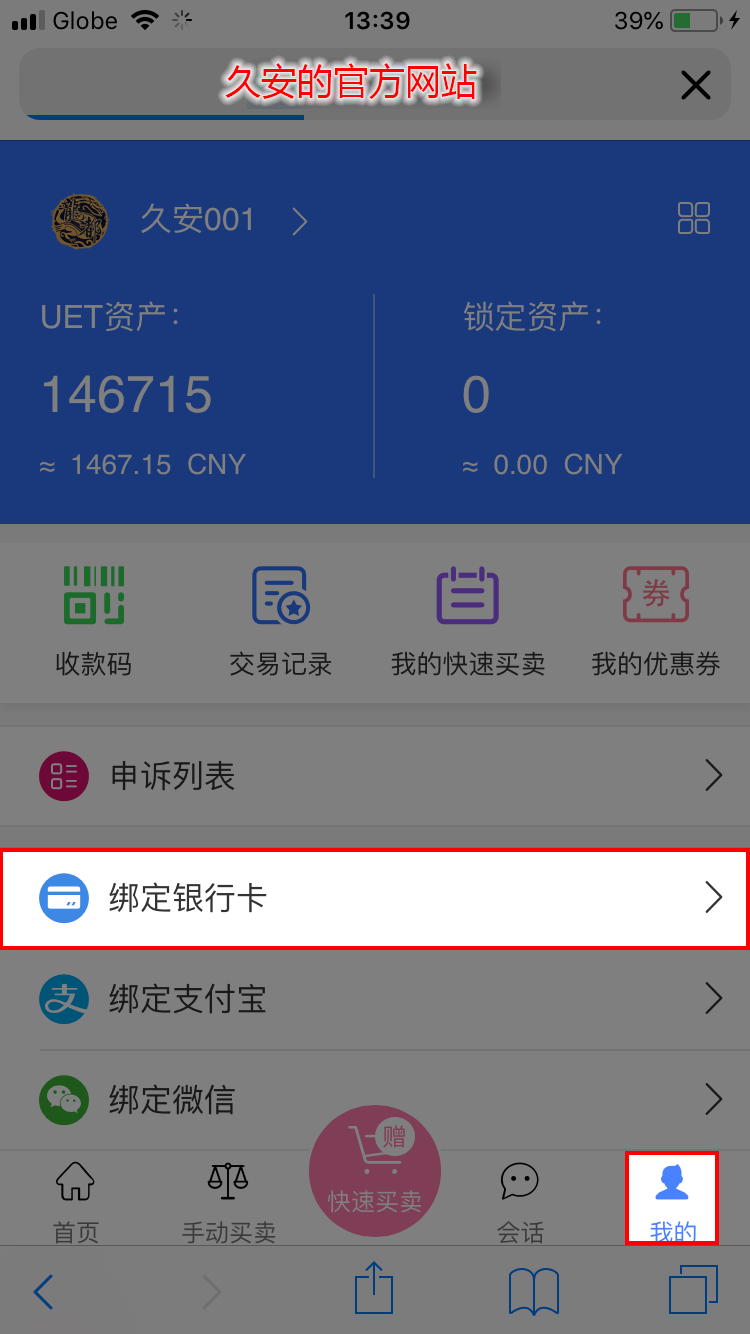 Globe 13:39 39%
久安的官方网站
久安001
UET资产: 锁定资产:
146715 0
≈ 1467.15 CNY ≈ 0.00 CNY
券
收款码 交易记录 我的快速买卖 我的优惠券
申诉列表
绑定银行卡
支 绑定支付宝
绑定微信
赠
快速买卖
首页 手动买卖 会话 我的